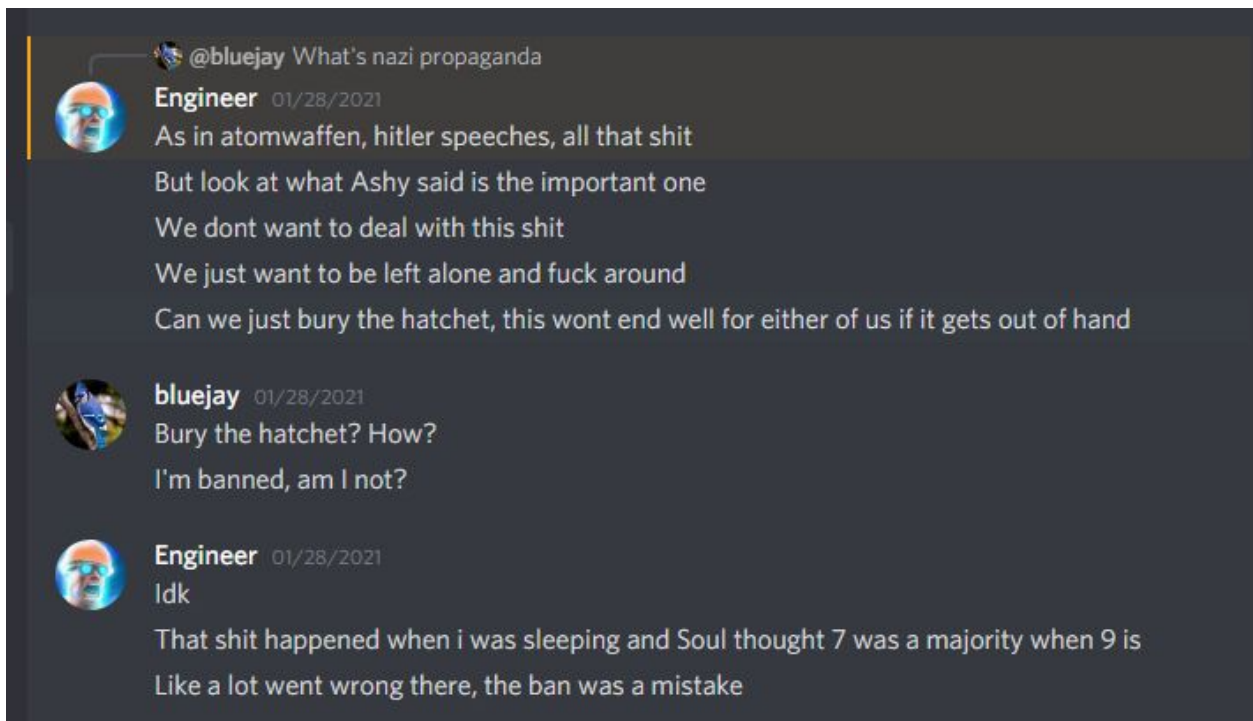 @bluejay What's nazi propaganda
Engineer 01/28/2021
As in atomwaffen, hitler speeches, all that shit
But look at what Ashy said is the important one
We dont want to deal with this shit
We just want to be left alone and fuck around
Can we just bury the hatchet, this wont end well for either of us if it gets out of hand
bluejay 01/28/2021
Bury the hatchet? How?
I'm banned, am I not?
Engineer 01/28/2021
Idk
That shit happened when i was sleeping and Soul thought 7 was a majority when 9 is
Like a lot went wrong there, the ban was a mistake